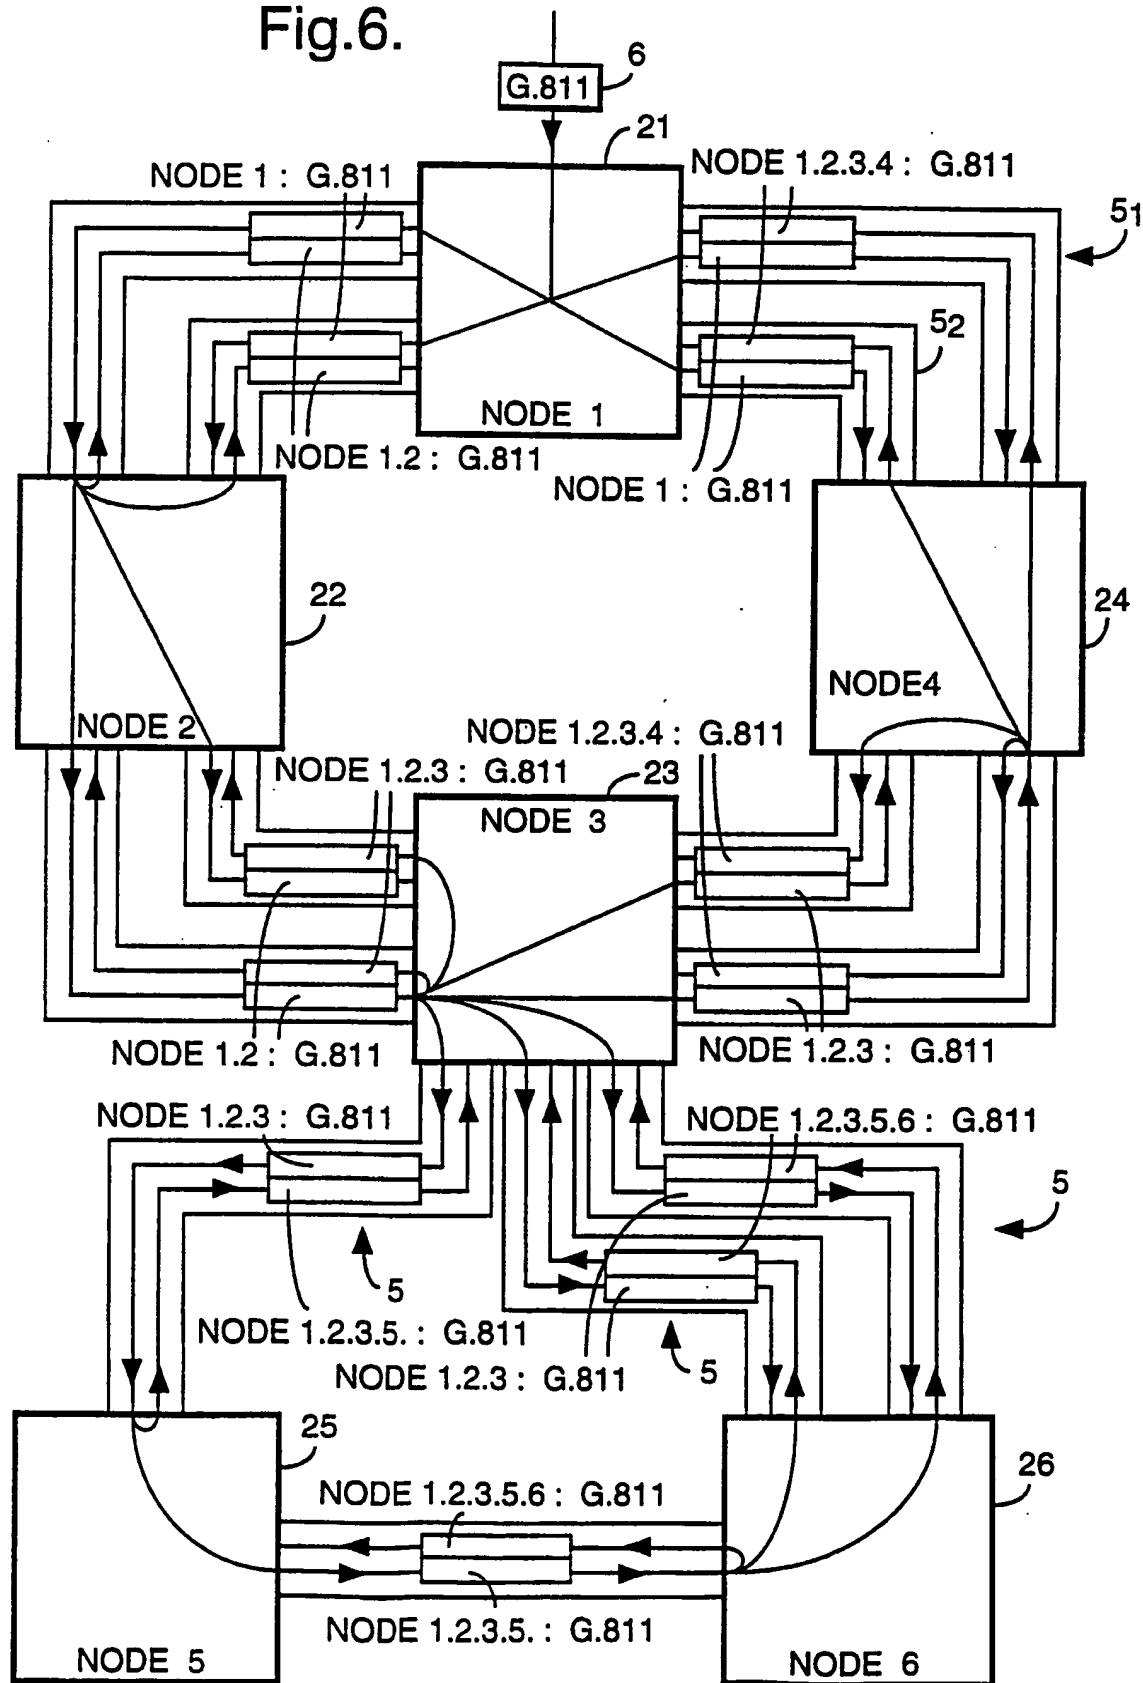 Fig.6.
6
G.811
21
NODE 1 : G.811
NODE 1.2.3.4 : G.811
51
52
NODE 1
NODE 1.2 : G.811
NODE 1 : G.811
22
24
NODE4
NODE 2
NODE 1.2.3.4 : G.811
NODE 1.2.3 : G.811
23
NODE 3
NODE 1.2 : G.811
NODE 1.2.3 : G.811
NODE 1.2.3 : G.811
NODE 1.2.3.5.6 : G.811
5
5
NODE 1.2.3.5. : G.811
NODE 1.2.3 : G.811
5
25
26
NODE 1.2.3.5.6 : G.811
NODE 1.2.3.5. : G.811
NODE 5
NODE 6